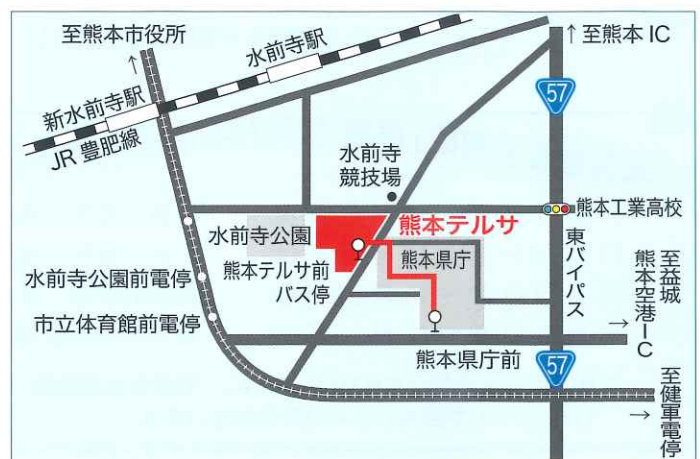 至熊本市役所
↑
水前寺駅
↑至熊本IC
57
新水前寺駅
JR豊肥線
水前寺
競技場
熊本工業高校
水前寺公園
熊本テルサ
熊本テルサ前
バス停
熊本県庁
東バイパス
至益城
熊本空港IC
→
水前寺公園前電停
市立体育館前電停
熊本県庁前
57
至健軍電停
→